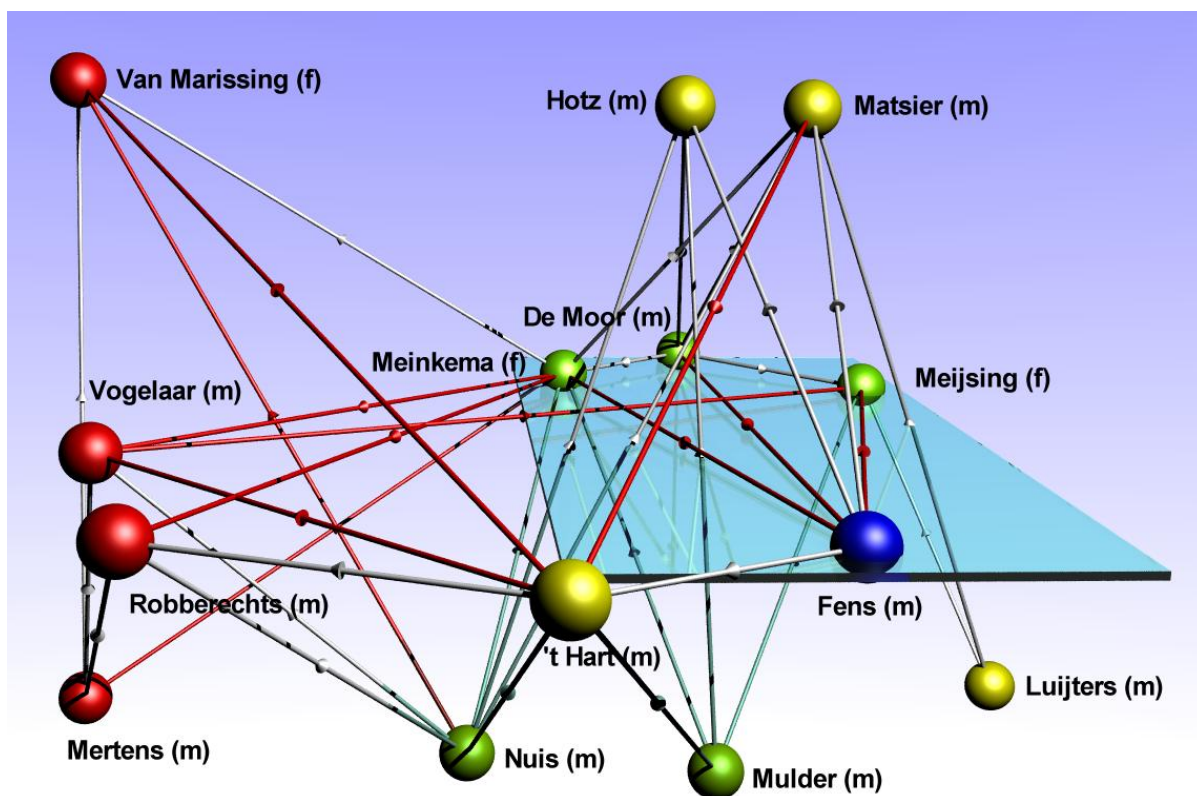 Van Marissing (f)
Hotz (m)
Matsier (m)
De Moor (m)
Meinkema (f)
Meijsing (f)
Vogelaar (m)
Robberechts (m)
Fens (m)
't Hart (m)
Luijters (m)
Mertens (m)
Nuis (m)
Mulder (m)